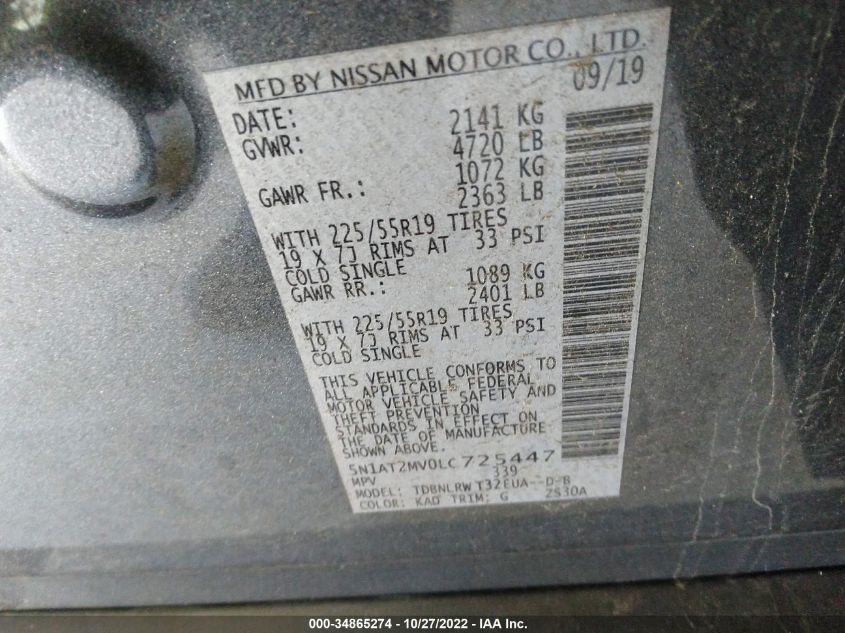 MFD BY NISSAN MOTOR CO., LTD.
DATE: 09/19
GVWR: 2141 KG
4720 LB
GAWR FR.: 1072 KG
2363 LB
WITH 225/55R19 TIRES
19 X 7J RIMS AT 33 PSI
COLD SINGLE
GAWR RR.: 1089 KG
2401 LB
WITH 225/55R19 TIRES
19 X 7J RIMS AT 33 PSI
COLD SINGLE
THIS VEHICLE CONFORMS TO
ALL APPLICABLE FEDERAL
MOTOR VEHICLE SAFETY AND
THEFT PREVENTION
STANDARDS IN EFFECT ON
THE DATE OF MANUFACTURE
SHOWN ABOVE.
5N1AT2MV0LC725447
MPV 339
MODEL: TDBNLRW T32EUA--D-B
COLOR: KAD TRIM: G ZS30A
000-34865274 - 10/27/2022 - IAA Inc.